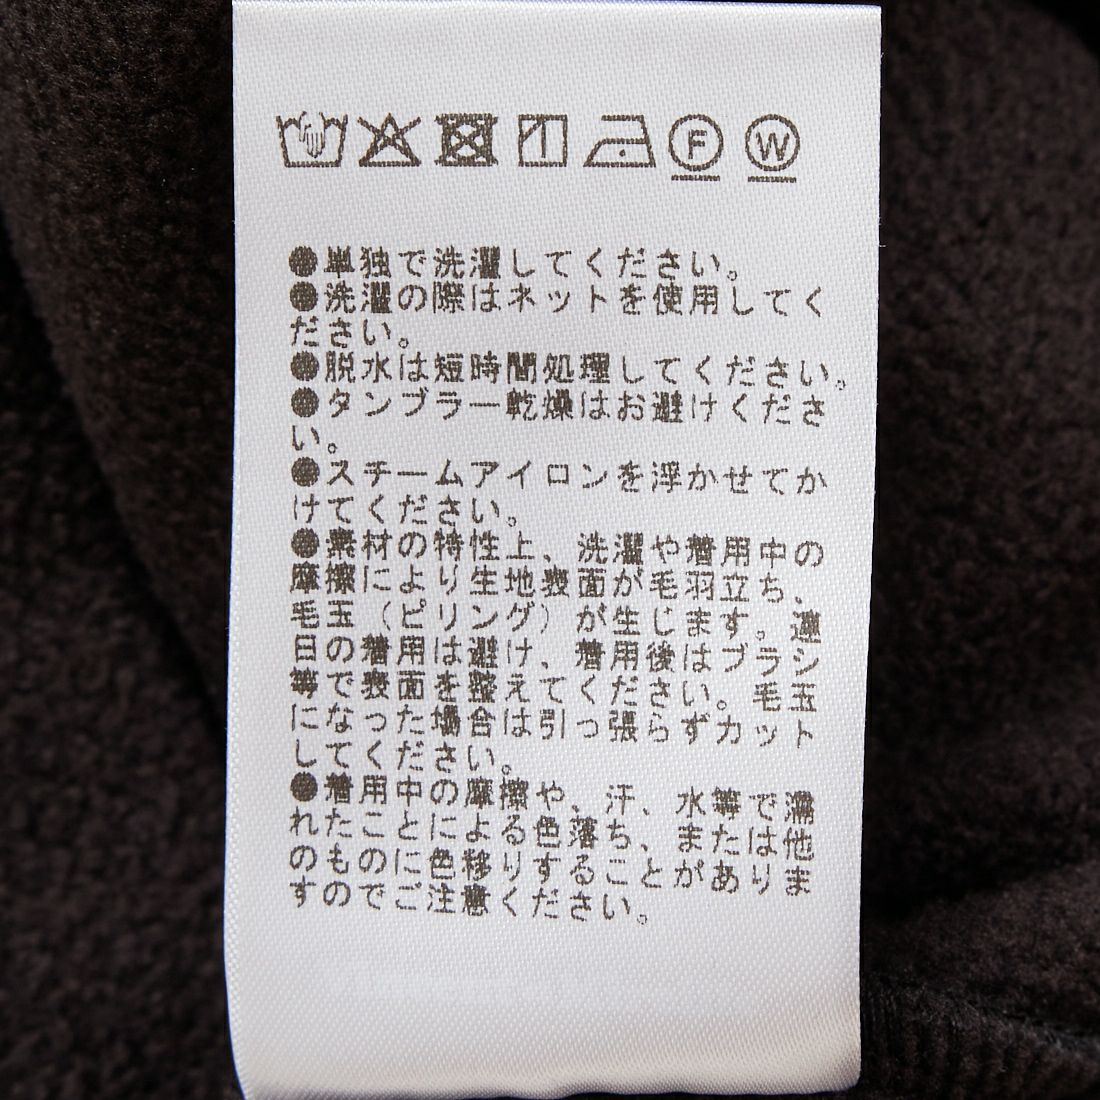 F W
●単独で洗濯してください。
●洗濯の際はネットを使用してく
ださい。
●脱水は短時間処理してください。
●タンブラー乾燥はお避けくださ
い。
●スチームアイロンを浮かせてか
けてください。
●素材の特性上、洗濯や着用中の
摩擦により生地表面が毛羽立ち、
毛玉（ピリング）が生じます。連
日の着用は避け、着用後はブラシ
等で表面を整えてください。毛玉
になった場合は引っ張らずカット
してください。
●着用中の摩擦や、汗、水等で濡
れたことによる色落ち、または他
のものに色移りすることがありま
すのでご注意ください。